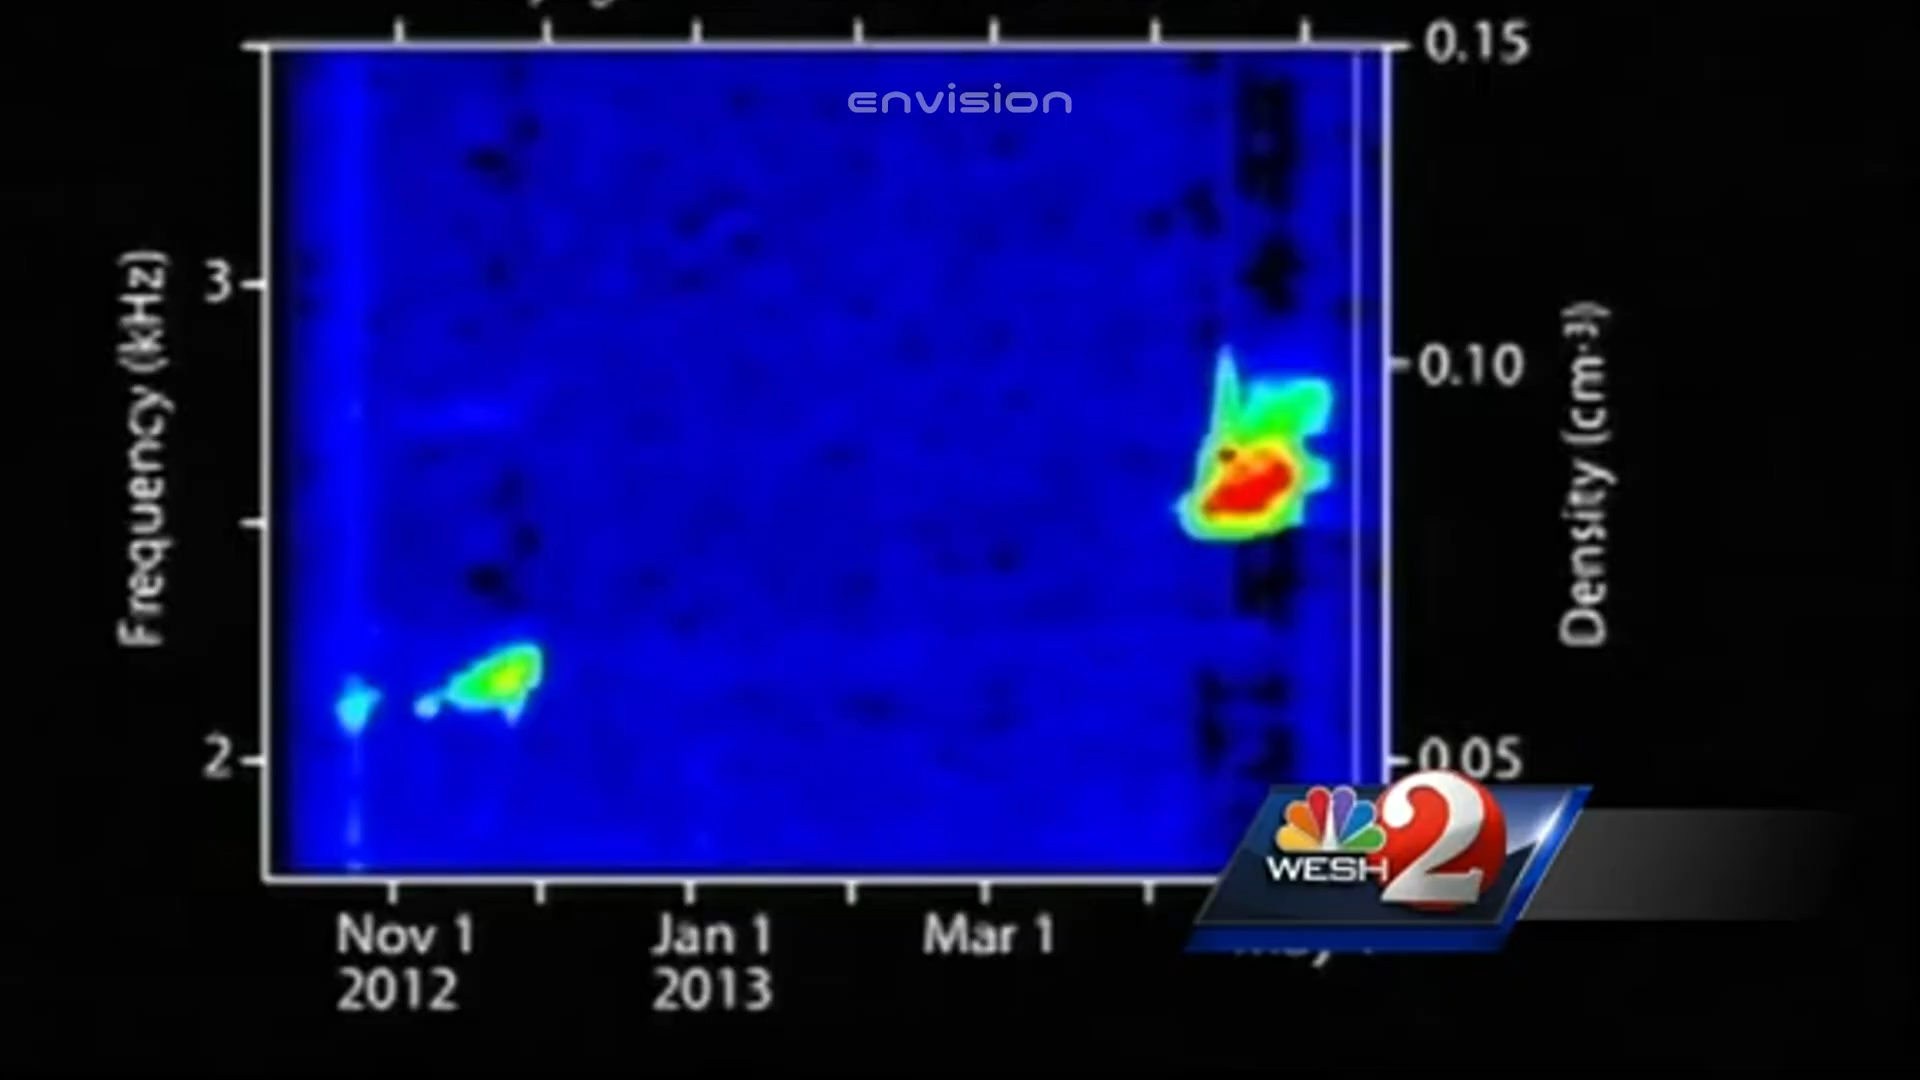 0.15
envision
3
0.10
Frequency (kHz)
Density (cm⁻³)
2
0.05
WESH 2
Nov 1
2012
Jan 1
2013
Mar 1